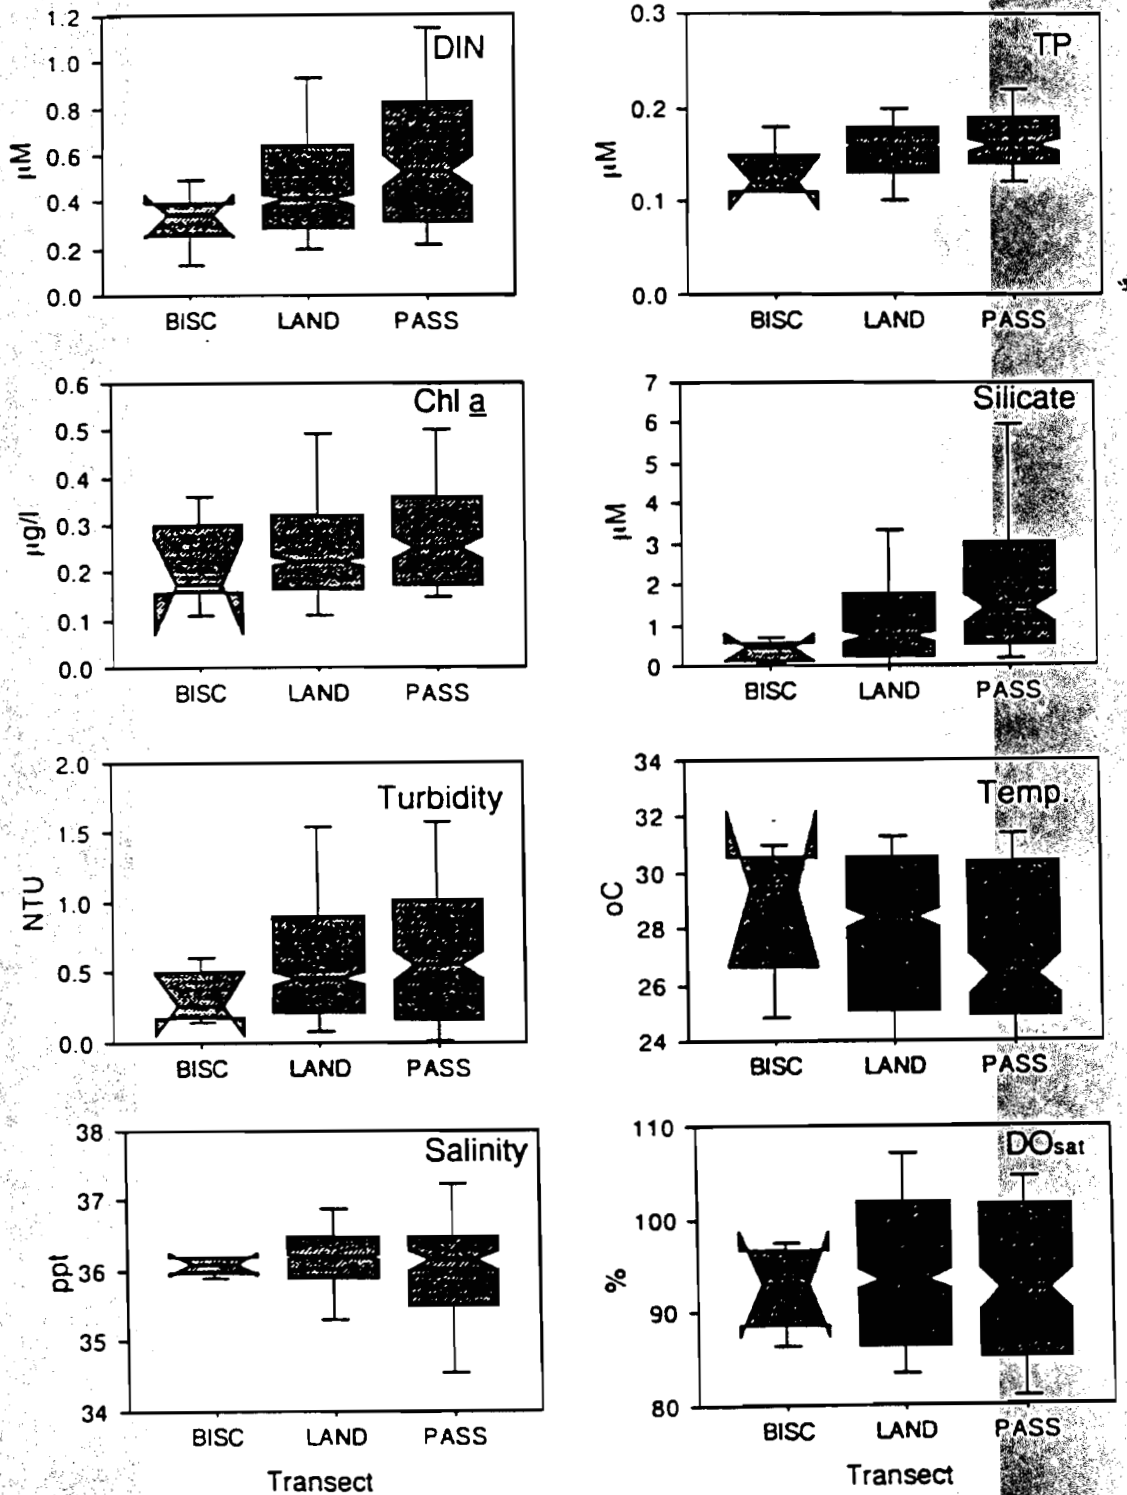 DIN
1.2
1.0
0.8
0.6
0.4
0.2
0.0
µM
BISC LAND PASS
TP
0.3
0.2
0.1
0.0
µM
BISC LAND PASS
Chl a
0.6
0.5
0.4
0.3
0.2
0.1
0.0
µg/l
BISC LAND PASS
Silicate
7
6
5
4
3
2
1
0
µM
BISC LAND PASS
Turbidity
2.0
1.5
1.0
0.5
0.0
NTU
BISC LAND PASS
Temp.
34
32
30
28
26
24
oC
BISC LAND PASS
Salinity
38
37
36
35
34
ppt
BISC LAND PASS
Transect
DOsat
110
100
90
80
%
BISC LAND PASS
Transect